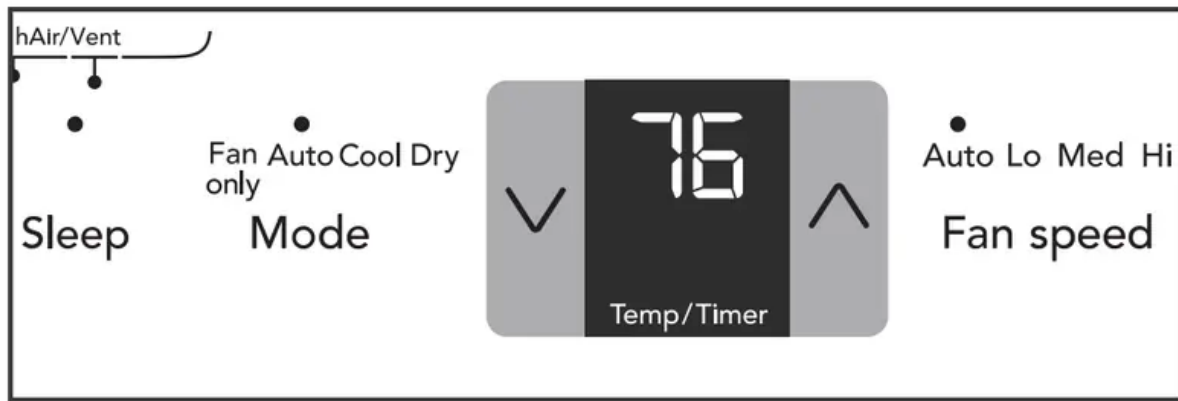 hAir/Vent
76
Fan Auto Cool Dry
only
Auto Lo Med Hi
Sleep
Mode
Fan speed
Temp/Timer